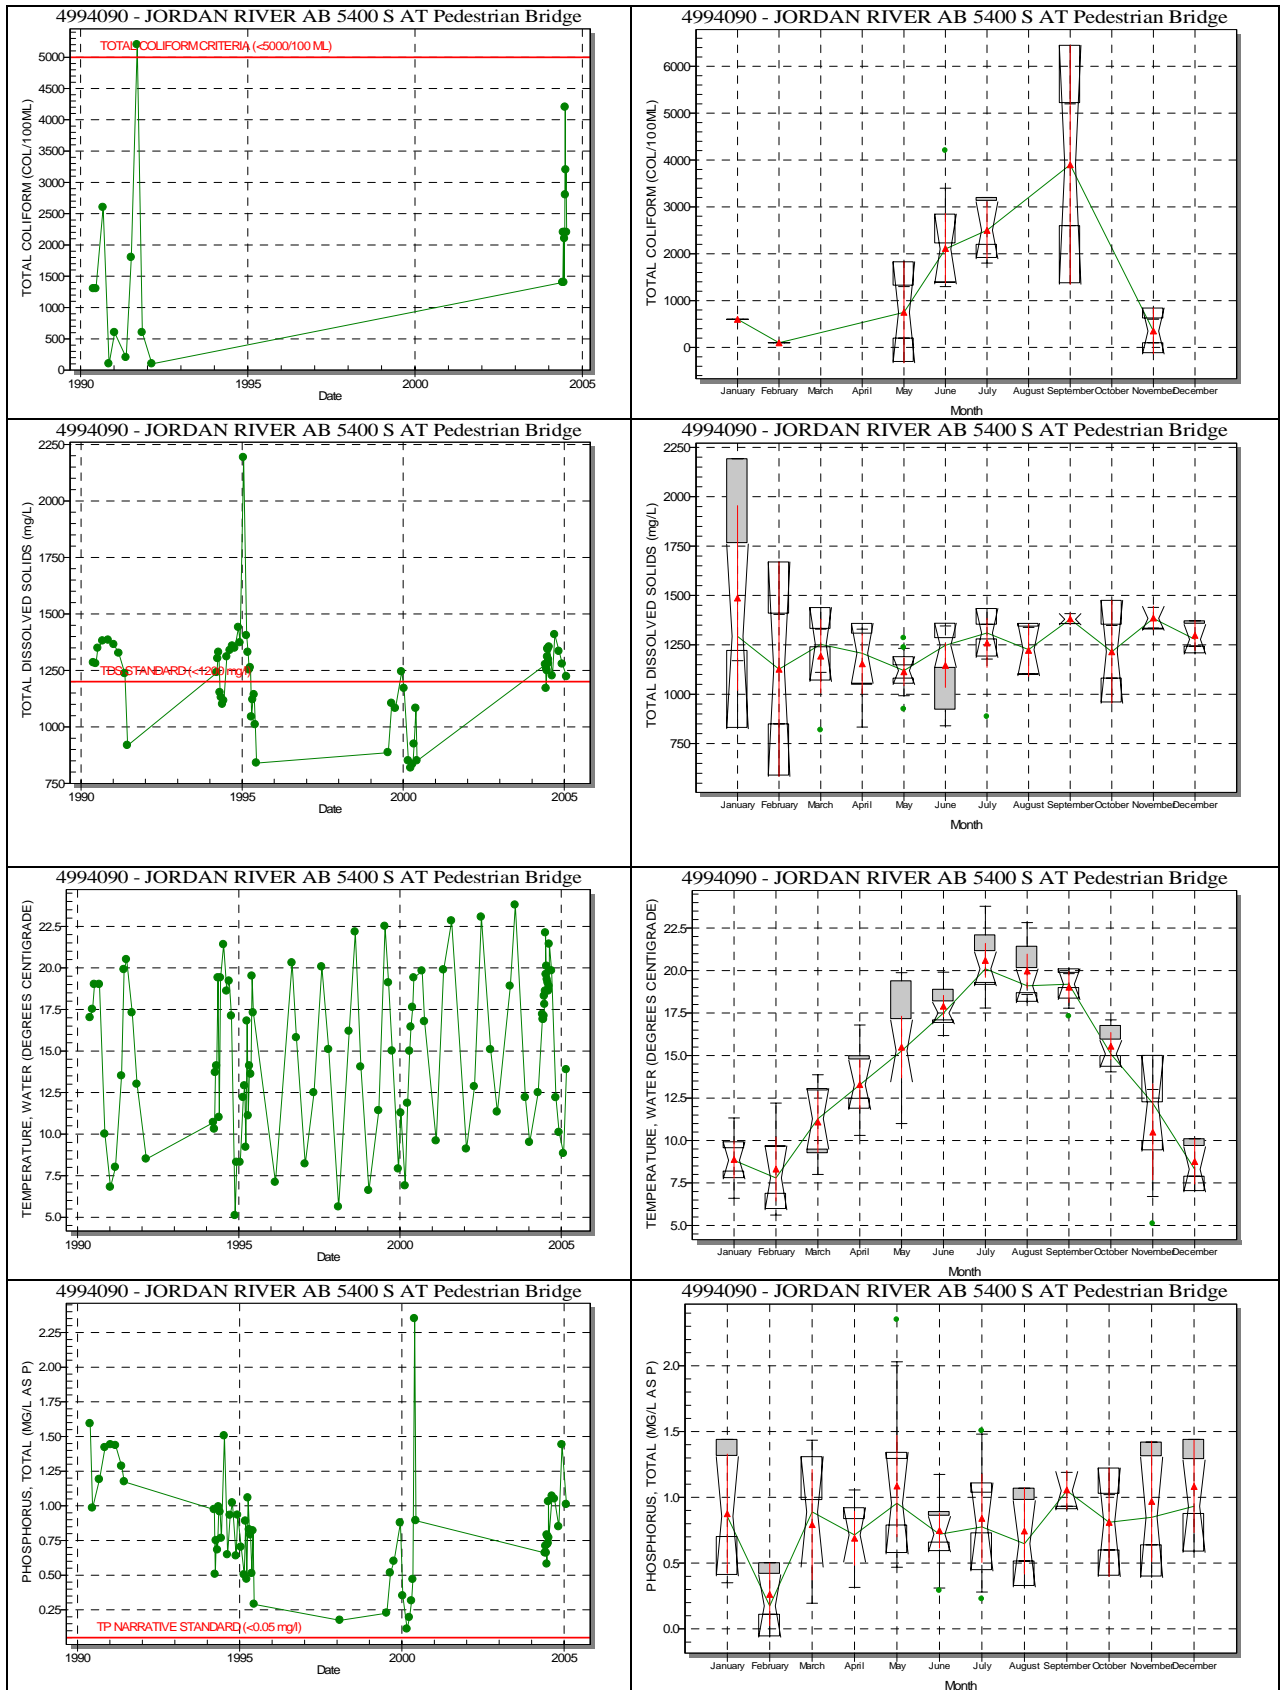 4994090 - JORDAN RIVER AB 5400 S AT Pedestrian Bridge
TOTAL COLIFORM (COL/100ML)
TOTAL COLIFORM CRITERIA (<5000/100 ML)
5000
4500
4000
3500
3000
2500
2000
1500
1000
500
0
1990 1995 2000 2005
Date
4994090 - JORDAN RIVER AB 5400 S AT Pedestrian Bridge
TOTAL COLIFORM (COL/100ML)
6000
5000
4000
3000
2000
1000
0
January February March April May June July August September October November December
Month
4994090 - JORDAN RIVER AB 5400 S AT Pedestrian Bridge
TOTAL DISSOLVED SOLIDS (mg/L)
2250
2000
1750
1500
1250
TDS STANDARD (<1200 mg/l)
1000
750
1990 1995 2000 2005
Date
4994090 - JORDAN RIVER AB 5400 S AT Pedestrian Bridge
TOTAL DISSOLVED SOLIDS (mg/L)
2250
2000
1750
1500
1250
1000
750
January February March April May June July August September October November December
Month
4994090 - JORDAN RIVER AB 5400 S AT Pedestrian Bridge
TEMPERATURE, WATER (DEGREES CENTIGRADE)
22.5
20.0
17.5
15.0
12.5
10.0
7.5
5.0
1990 1995 2000 2005
Date
4994090 - JORDAN RIVER AB 5400 S AT Pedestrian Bridge
TEMPERATURE, WATER (DEGREES CENTIGRADE)
22.5
20.0
17.5
15.0
12.5
10.0
7.5
5.0
January February March April May June July August September October November December
Month
4994090 - JORDAN RIVER AB 5400 S AT Pedestrian Bridge
PHOSPHORUS, TOTAL (MG/L AS P)
2.25
2.00
1.75
1.50
1.25
1.00
0.75
0.50
0.25
TP NARRATIVE STANDARD (<0.05 mg/l)
1990 1995 2000 2005
Date
4994090 - JORDAN RIVER AB 5400 S AT Pedestrian Bridge
PHOSPHORUS, TOTAL (MG/L AS P)
2.0
1.5
1.0
0.5
0.0
January February March April May June July August September October November December
Month